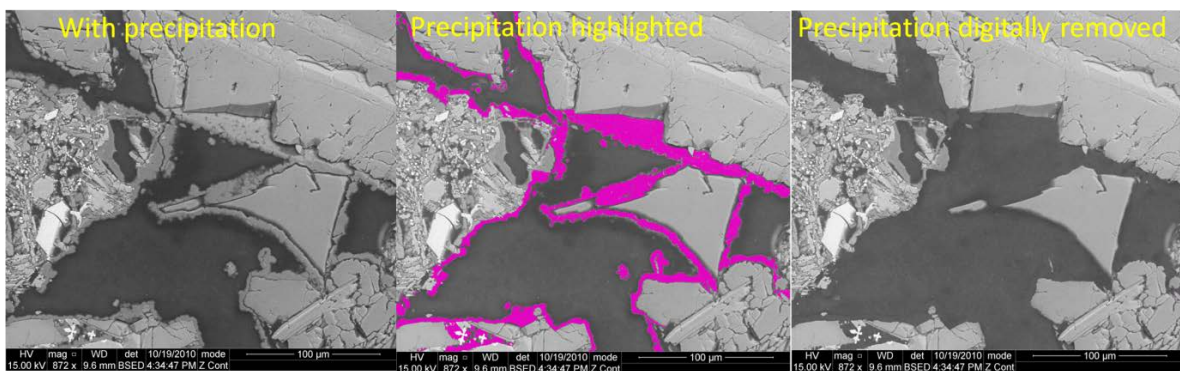 With precipitation
Precipitation highlighted
Precipitation digitally removed
HV mag □ WD det 10/19/2010 mode
15.00 kV 872 x 9.6 mm BSED 4:34:47 PM Z Cont
100 µm
HV mag □ WD det 10/19/2010 mode
15.00 kV 872 x 9.6 mm BSED 4:34:47 PM Z Cont
100 µm
HV mag □ WD det 10/19/2010 mode
15.00 kV 872 x 9.6 mm BSED 4:34:47 PM Z Cont
100 µm